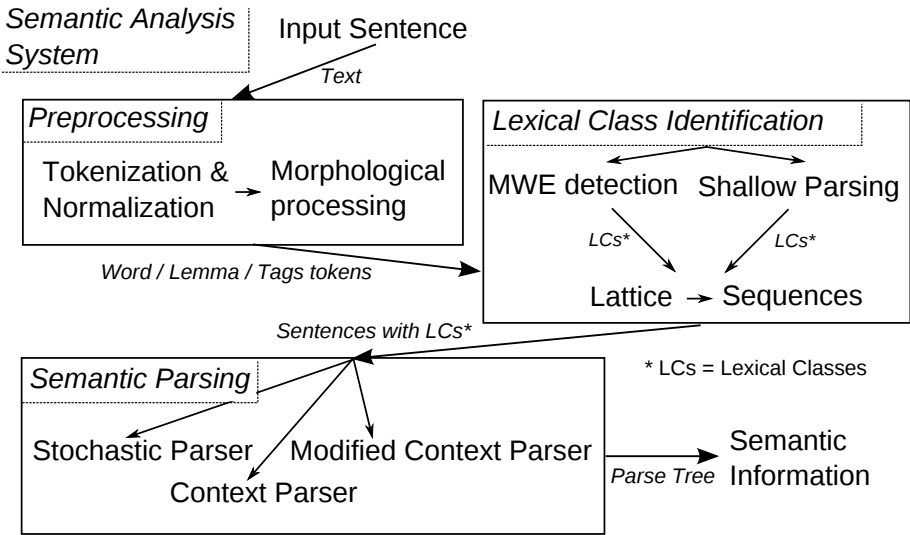 Semantic Analysis
System
Input Sentence
Text
Preprocessing
Tokenization &
Normalization
Morphological
processing
Word / Lemma / Tags tokens
Lexical Class Identification
MWE detection
Shallow Parsing
LCs*
LCs*
Lattice
Sequences
Sentences with LCs*
* LCs = Lexical Classes
Semantic Parsing
Stochastic Parser
Modified Context Parser
Context Parser
Parse Tree
Semantic
Information